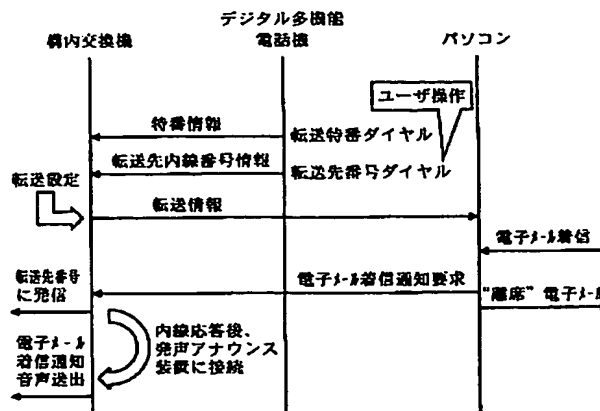 デジタル多機能
構内交換機
電話機
パソコン
ユーザ操作
特番情報
転送特番ダイヤル
転送先内線番号情報
転送先番号ダイヤル
転送設定
転送情報
電子メール着信
電子メール着信通知要求
"離席" 電子メール
転送先番号
に発信
内線応答後、
発声アナウンス
装置に接続
電子メール
着信通知
音声送出